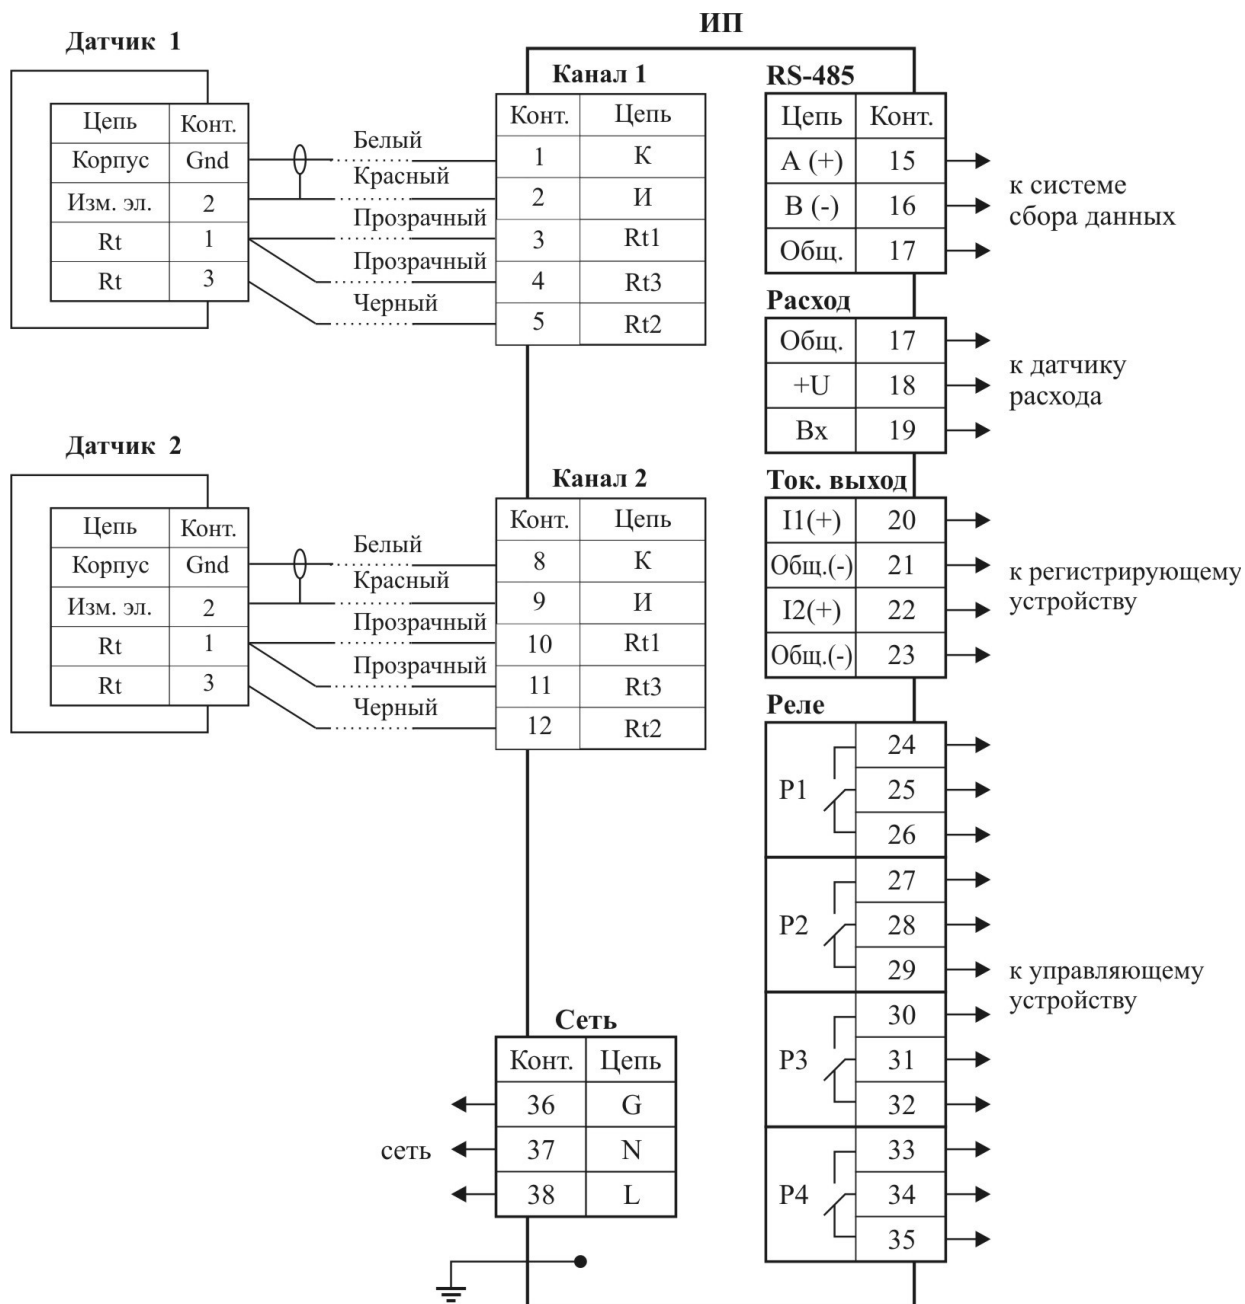 ИП
Датчик 1
Цепь Конт.
Корпус Gnd
Изм. эл. 2
Rt 1
Rt 3
Белый
Красный
Прозрачный
Прозрачный
Черный
Канал 1
Конт. Цепь
1 К
2 И
3 Rt1
4 Rt3
5 Rt2
Датчик 2
Цепь Конт.
Корпус Gnd
Изм. эл. 2
Rt 1
Rt 3
Белый
Красный
Прозрачный
Прозрачный
Черный
Канал 2
Конт. Цепь
8 К
9 И
10 Rt1
11 Rt3
12 Rt2
Сеть
Конт. Цепь
36 G
37 N
38 L
сеть
RS-485
Цепь Конт.
A (+) 15
B (-) 16
Общ. 17
к системе
сбора данных
Расход
Общ. 17
+U 18
Вх 19
к датчику
расхода
Ток. выход
I1(+) 20
Общ.(-) 21
I2(+) 22
Общ.(-) 23
к регистрирующему
устройству
Реле
P1
24
25
26
P2
27
28
29
P3
30
31
32
P4
33
34
35
к управляющему
устройству